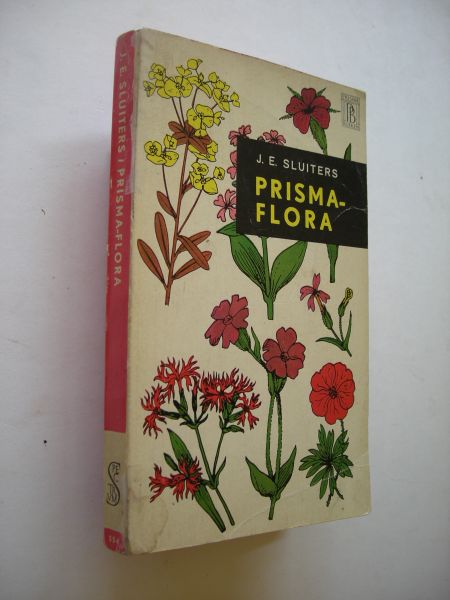 J. E. SLUITERS / PRISMA-FLORA
J. E. SLUITERS
PRISMA-
FLORA